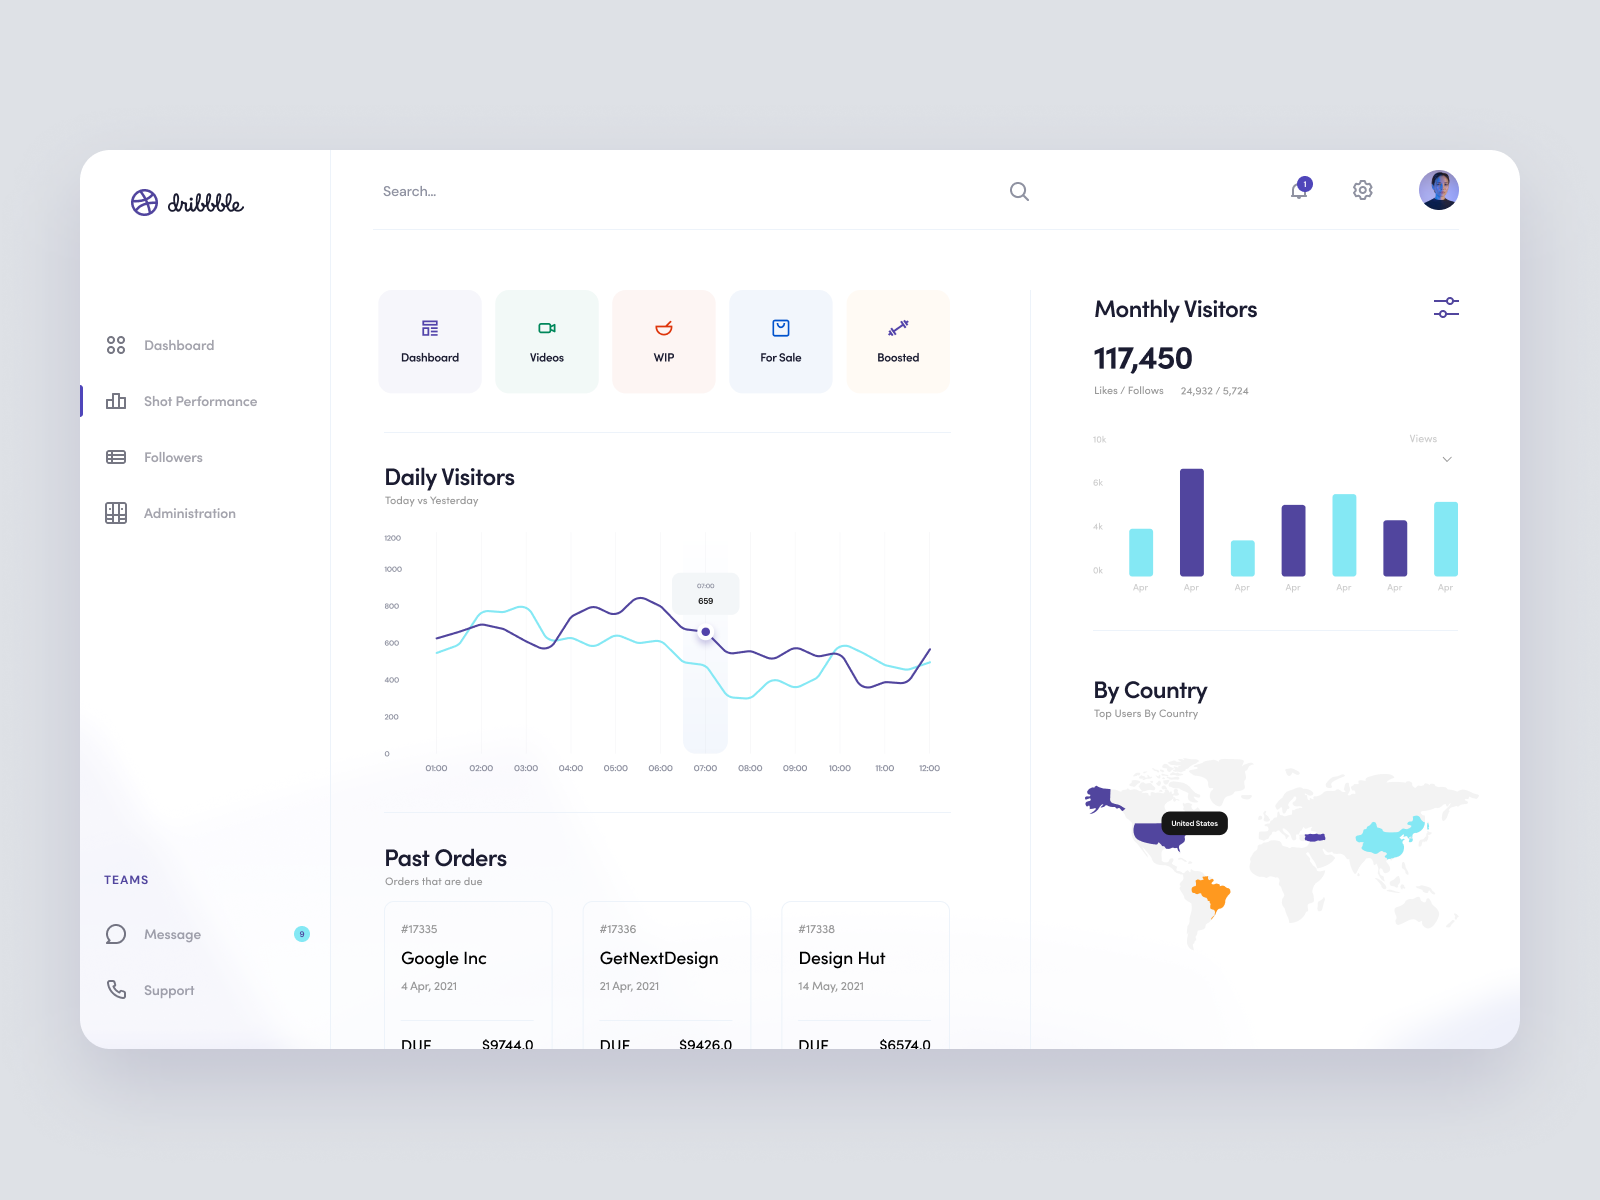 dribbble
Search...
1
Dashboard
Shot Performance
Followers
Administration
TEAMS
Message 9
Support
Dashboard
Videos
WIP
For Sale
Boosted
Daily Visitors
Today vs Yesterday
1200
1000
800
600
400
200
0
07:00
659
01:00 02:00 03:00 04:00 05:00 06:00 07:00 08:00 09:00 10:00 11:00 12:00
Past Orders
Orders that are due
#17335
Google Inc
4 Apr, 2021
DUE $9744.0
#17336
GetNextDesign
21 Apr, 2021
DUE $9426.0
#17338
Design Hut
14 May, 2021
DUE $6574.0
Monthly Visitors
117,450
Likes / Follows 24,932 / 5,724
Views
10k
6k
4k
0k
Apr Apr Apr Apr Apr Apr Apr
By Country
Top Users By Country
United States